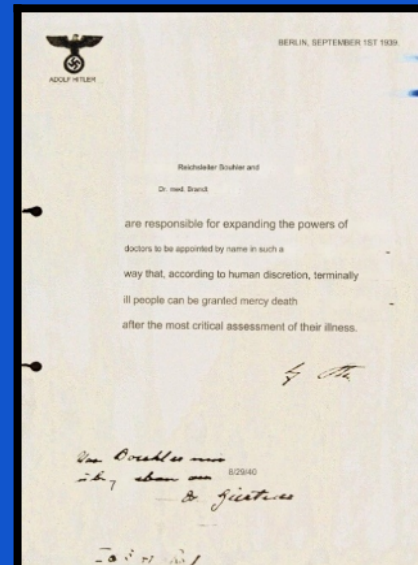 BERLIN, SEPTEMBER 1ST 1939.
ADOLF HITLER
Reichsleiter Bouhler and
Dr. med. Brandt
are responsible for expanding the powers of
doctors to be appointed by name in such a
way that, according to human discretion, terminally
ill people can be granted mercy death
after the most critical assessment of their illness.
8/29/40